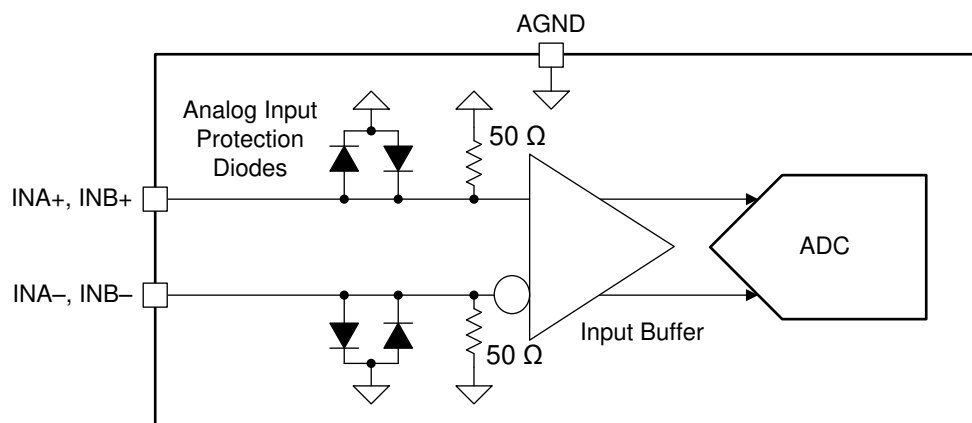 AGND
Analog Input
Protection
Diodes
50 Ω
INA+, INB+
ADC
INA–, INB–
Input Buffer
50 Ω